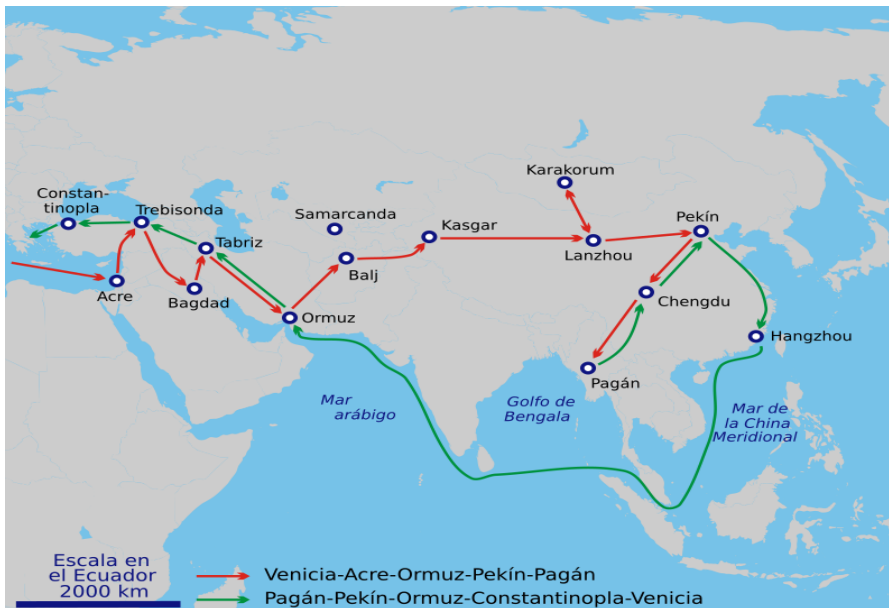 Karakorum
Constan-
tinopla
Trebisonda
Samarcanda
Kasgar
Pekín
Tabriz
Lanzhou
Balj
Acre
Bagdad
Chengdu
Ormuz
Hangzhou
Pagán
Mar
arábigo
Golfo de
Bengala
Mar de
la China
Meridional
Escala en
el Ecuador
2000 km
Venicia-Acre-Ormuz-Pekín-Pagán
Pagán-Pekín-Ormuz-Constantinopla-Venicia